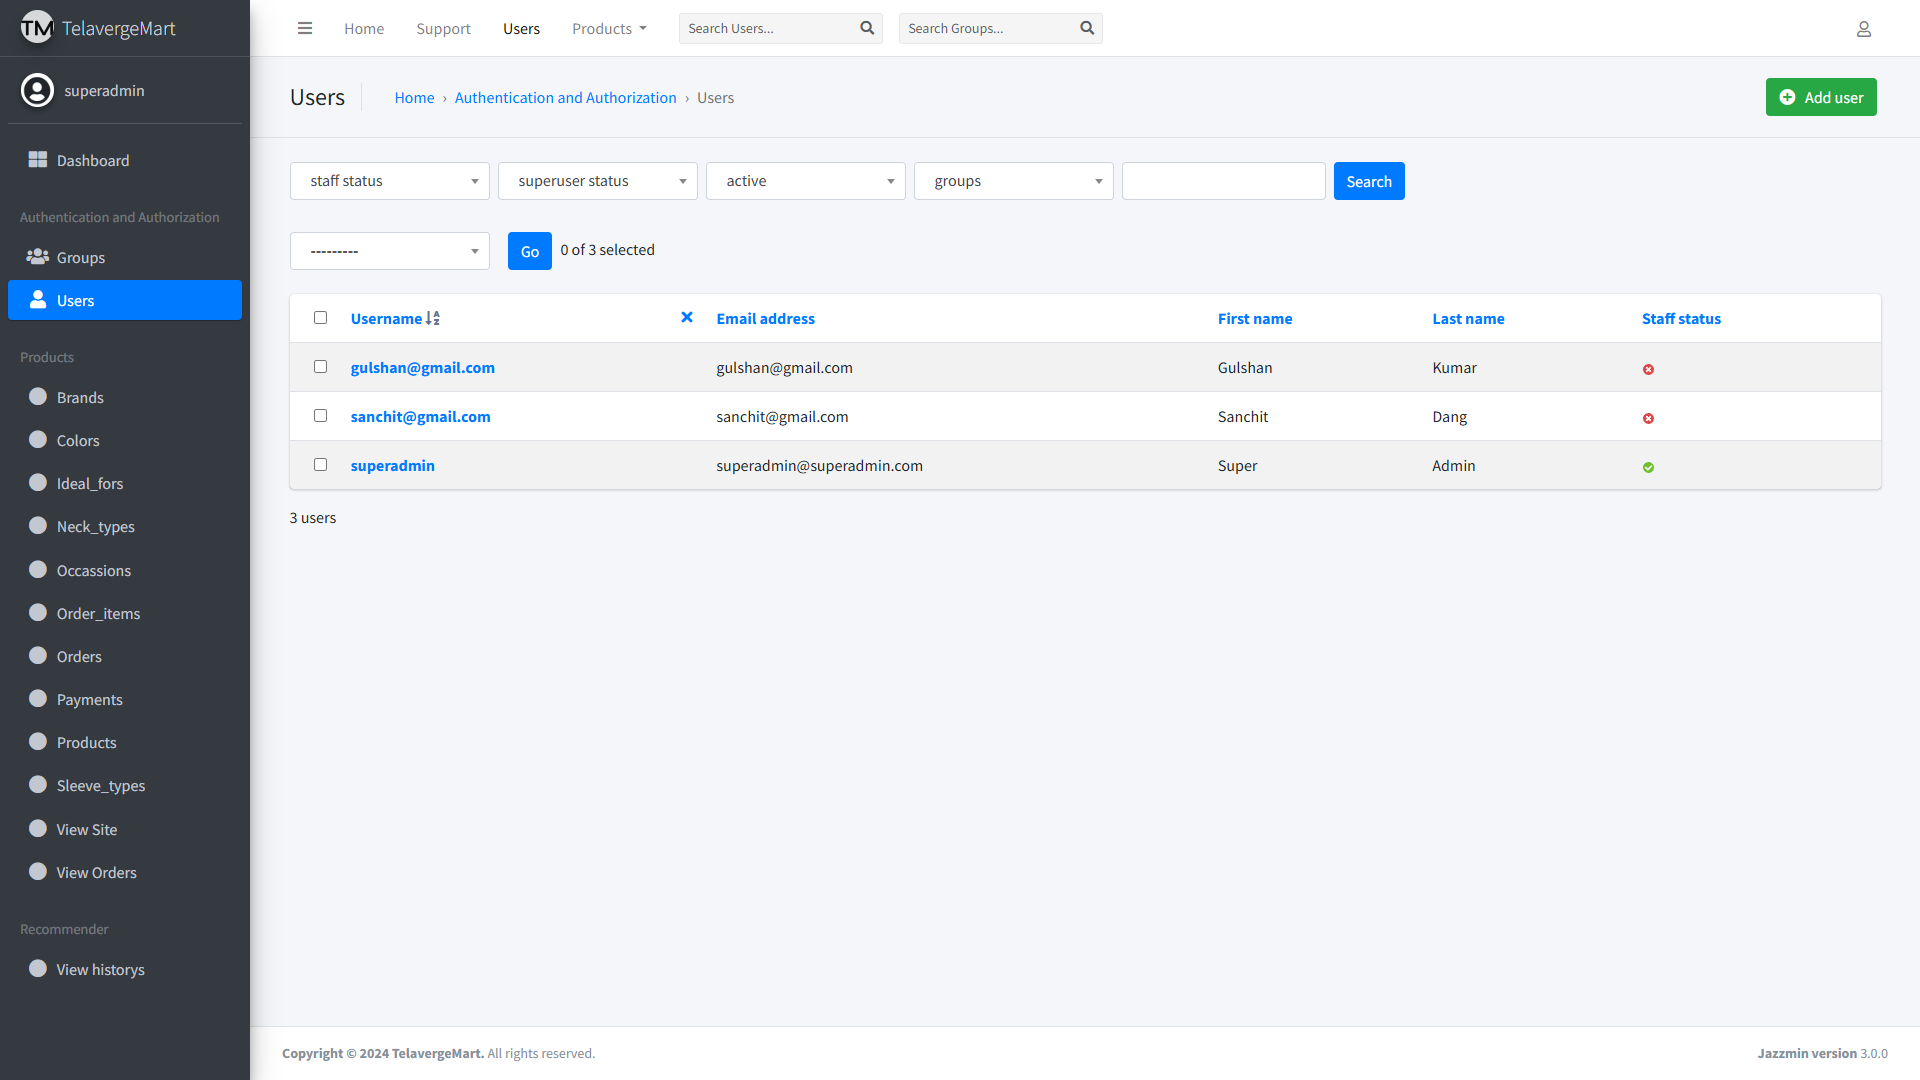 TM TelavergeMart
Home Support Users Products Search Users... Search Groups...
superadmin
Users Home › Authentication and Authorization › Users Add user
Dashboard
staff status superuser status active groups Search
Authentication and Authorization
Groups
Users
--------- Go 0 of 3 selected
Username Email address First name Last name Staff status
gulshan@gmail.com gulshan@gmail.com Gulshan Kumar
sanchit@gmail.com sanchit@gmail.com Sanchit Dang
superadmin superadmin@superadmin.com Super Admin
3 users
Products
Brands
Colors
Ideal_fors
Neck_types
Occassions
Order_items
Orders
Payments
Products
Sleeve_types
View Site
View Orders
Recommender
View historys
Copyright © 2024 TelavergeMart. All rights reserved. Jazzmin version 3.0.0